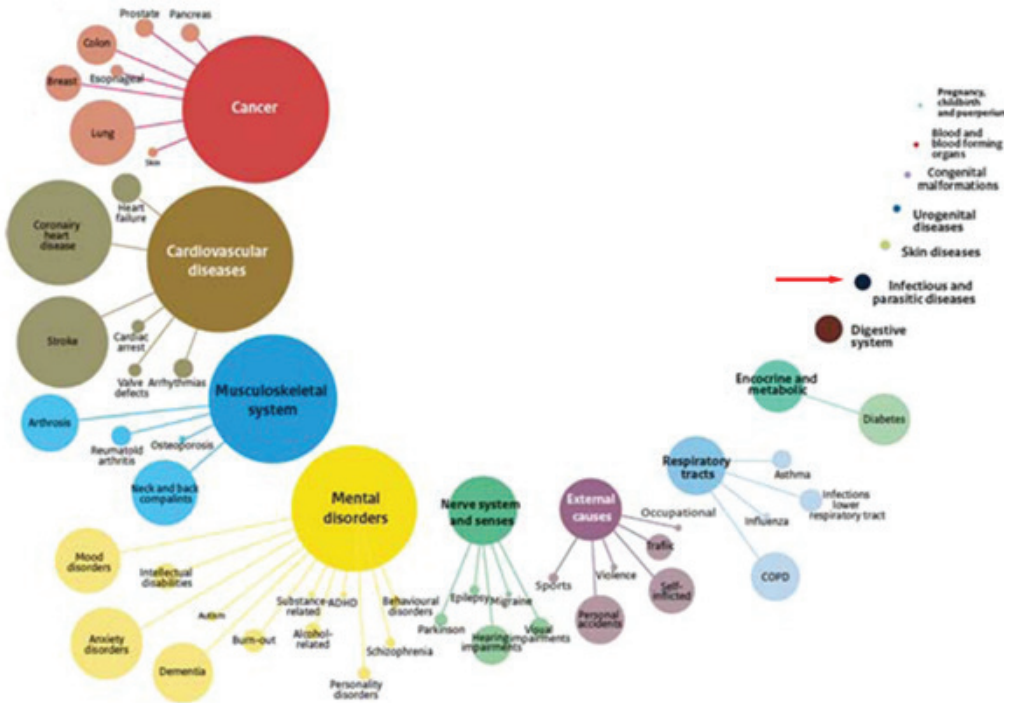 Prostate
Pancreas
Colon
Breast
Esophageal
Cancer
Lung
Skin
Heart
failure
Coronairy
heart
disease
Cardiovascular
diseases
Stroke
Cardiac
arrest
Valve
defects
Arrhythmias
Musculoskeletal
system
Arthrosis
Reumatoid
arthritis
Osteoporosis
Neck and back
compalints
Mental
disorders
Mood
disorders
Intellectual
disabilities
Anxiety
disorders
Autism
Dementia
Burn-out
Substance-
related
Alcohol-
related
ADHD
Personality
disorders
Schizophrenia
Behavioural
disorders
Nerve system
and senses
Parkinson
Epilepsy
Hearing
impairments
Migraine
Visual
impairments
External
causes
Sports
Personal
accidents
Violence
Self-
inflicted
Trafic
Occupational
Respiratory
tracts
Asthma
Infections
lower
respiratory tract
Influenza
COPD
Encocrine and
metabolic
Diabetes
Digestive
system
Infectious and
parasitic diseases
Skin diseases
Urogenital
diseases
Congenital
malformations
Blood and
blood forming
organs
Pregnancy,
childbirth
and puerperium